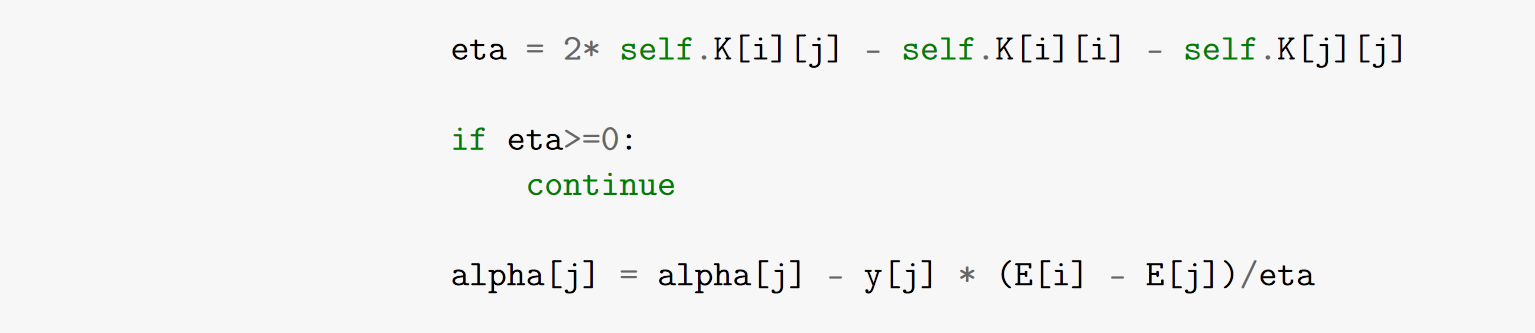 eta = 2* self.K[i][j] - self.K[i][i] - self.K[j][j]
if eta>=0:
continue
alpha[j] = alpha[j] - y[j] * (E[i] - E[j])/eta